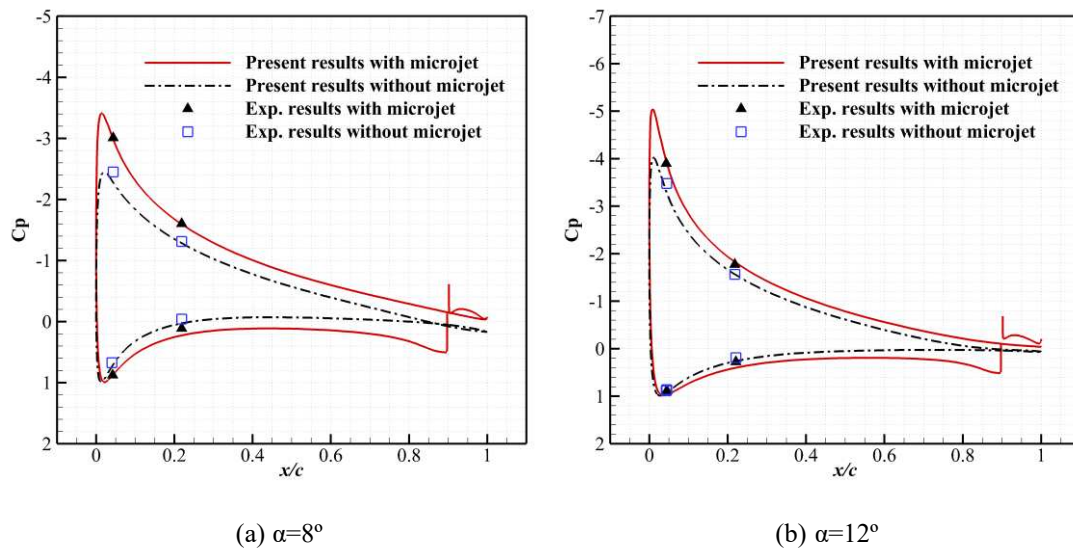 -5
-4
-3
-2
-1
0
1
2
Cp
0 0.2 0.4 0.6 0.8 1
x/c
Present results with microjet
Present results without microjet
Exp. results with microjet
Exp. results without microjet
(a) α=8º
-7
-6
-5
-4
-3
-2
-1
0
1
2
Cp
0 0.2 0.4 0.6 0.8 1
x/c
Present results with microjet
Present results without microjet
Exp. results with microjet
Exp. results without microjet
(b) α=12º